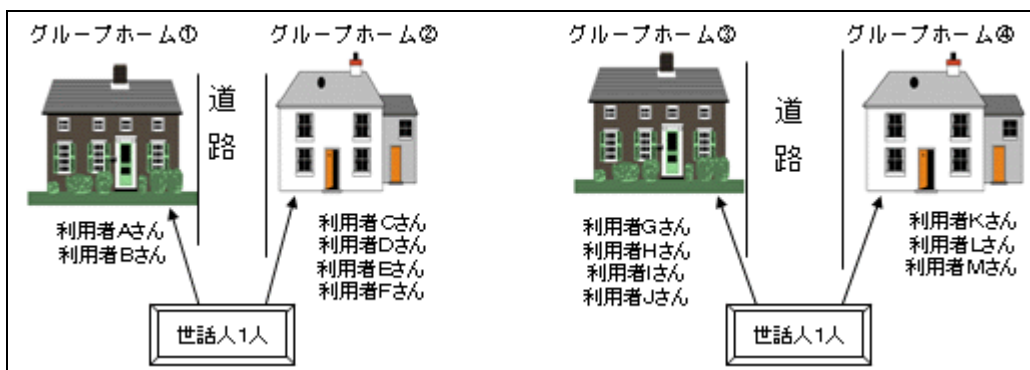 グループホーム①
グループホーム②
グループホーム③
グループホーム④
道路
道路
利用者Aさん
利用者Bさん
利用者Cさん
利用者Dさん
利用者Eさん
利用者Fさん
利用者Gさん
利用者Hさん
利用者Iさん
利用者Jさん
利用者Kさん
利用者Lさん
利用者Mさん
世話人1人
世話人1人